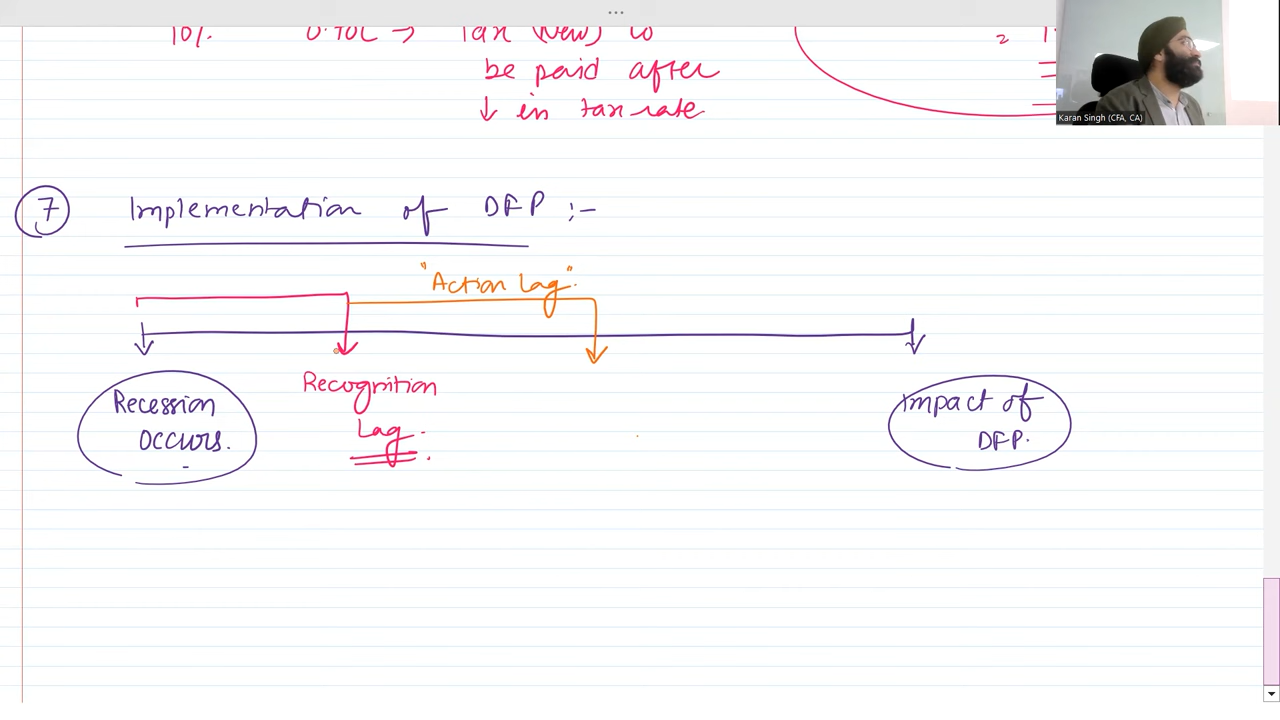 10%. 0.10L → Tax (New) to
be paid after
↓ in tax rate
Karan Singh (CFA, CA)
7 Implementation of DFP :-
"Action Lag".
Recession
Occurs.
Recognition
Lag.
Impact of
DFP.